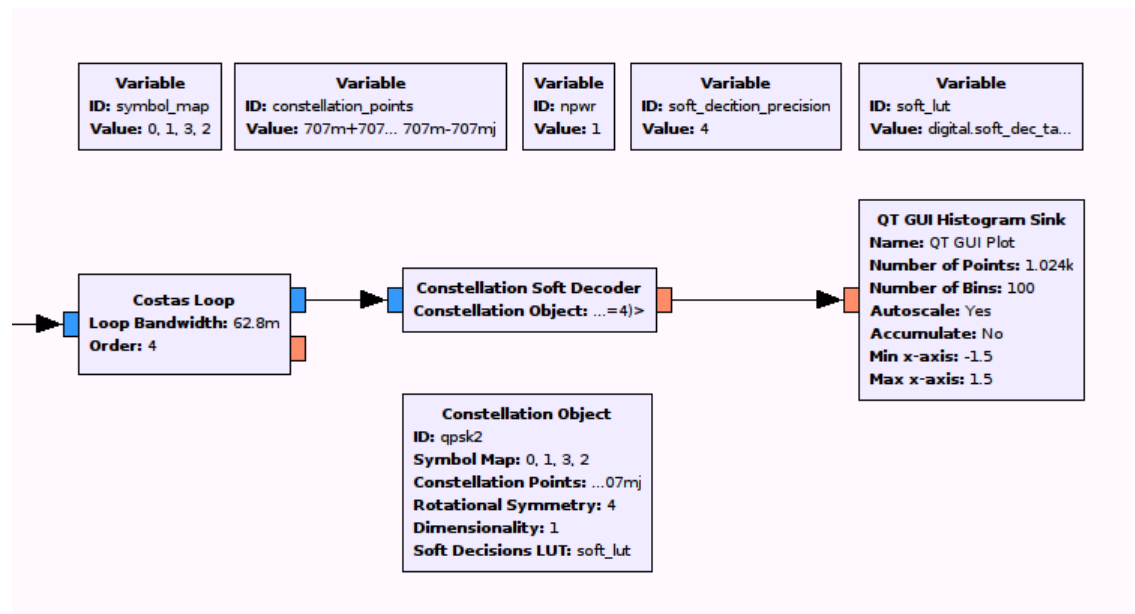 Variable
ID: symbol_map
Value: 0, 1, 3, 2
Variable
ID: constellation_points
Value: 707m+707... 707m-707mj
Variable
ID: npwr
Value: 1
Variable
ID: soft_decition_precision
Value: 4
Variable
ID: soft_lut
Value: digital.soft_dec_ta...
Costas Loop
Loop Bandwidth: 62.8m
Order: 4
Constellation Soft Decoder
Constellation Object: ...=4)>
QT GUI Histogram Sink
Name: QT GUI Plot
Number of Points: 1.024k
Number of Bins: 100
Autoscale: Yes
Accumulate: No
Min x-axis: -1.5
Max x-axis: 1.5
Constellation Object
ID: qpsk2
Symbol Map: 0, 1, 3, 2
Constellation Points: ...07mj
Rotational Symmetry: 4
Dimensionality: 1
Soft Decisions LUT: soft_lut